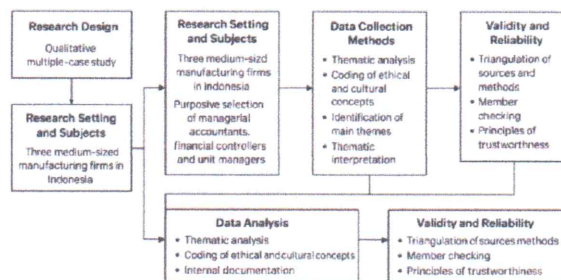 Research Design
Qualitative
multiple-case study
Research Setting
and Subjects
Three medium-sized
manufacturing firms in
Indonesia
Research Setting
and Subjects
Three medium-sizd
manufacturing firms
in indonesia
Purposive selection
of managerial
accountants,
financial controllers
and unit managers
Data Collection
Methods
• Thematic analysis
• Coding of ethical
and cultural
concepts
• Identification of
main themes
• Thematic
interpretation
Validity and
Reliability
• Triangulation of
sources and
methods
• Member
checking
• Principles of
trustworthness
Data Analysis
• Thematic analysis
• Coding of ethical and cultural concepts
• Internal documentation
Validity and Reliability
• Triangulation of sources methods
• Member checking
• Principles of trustworthiness